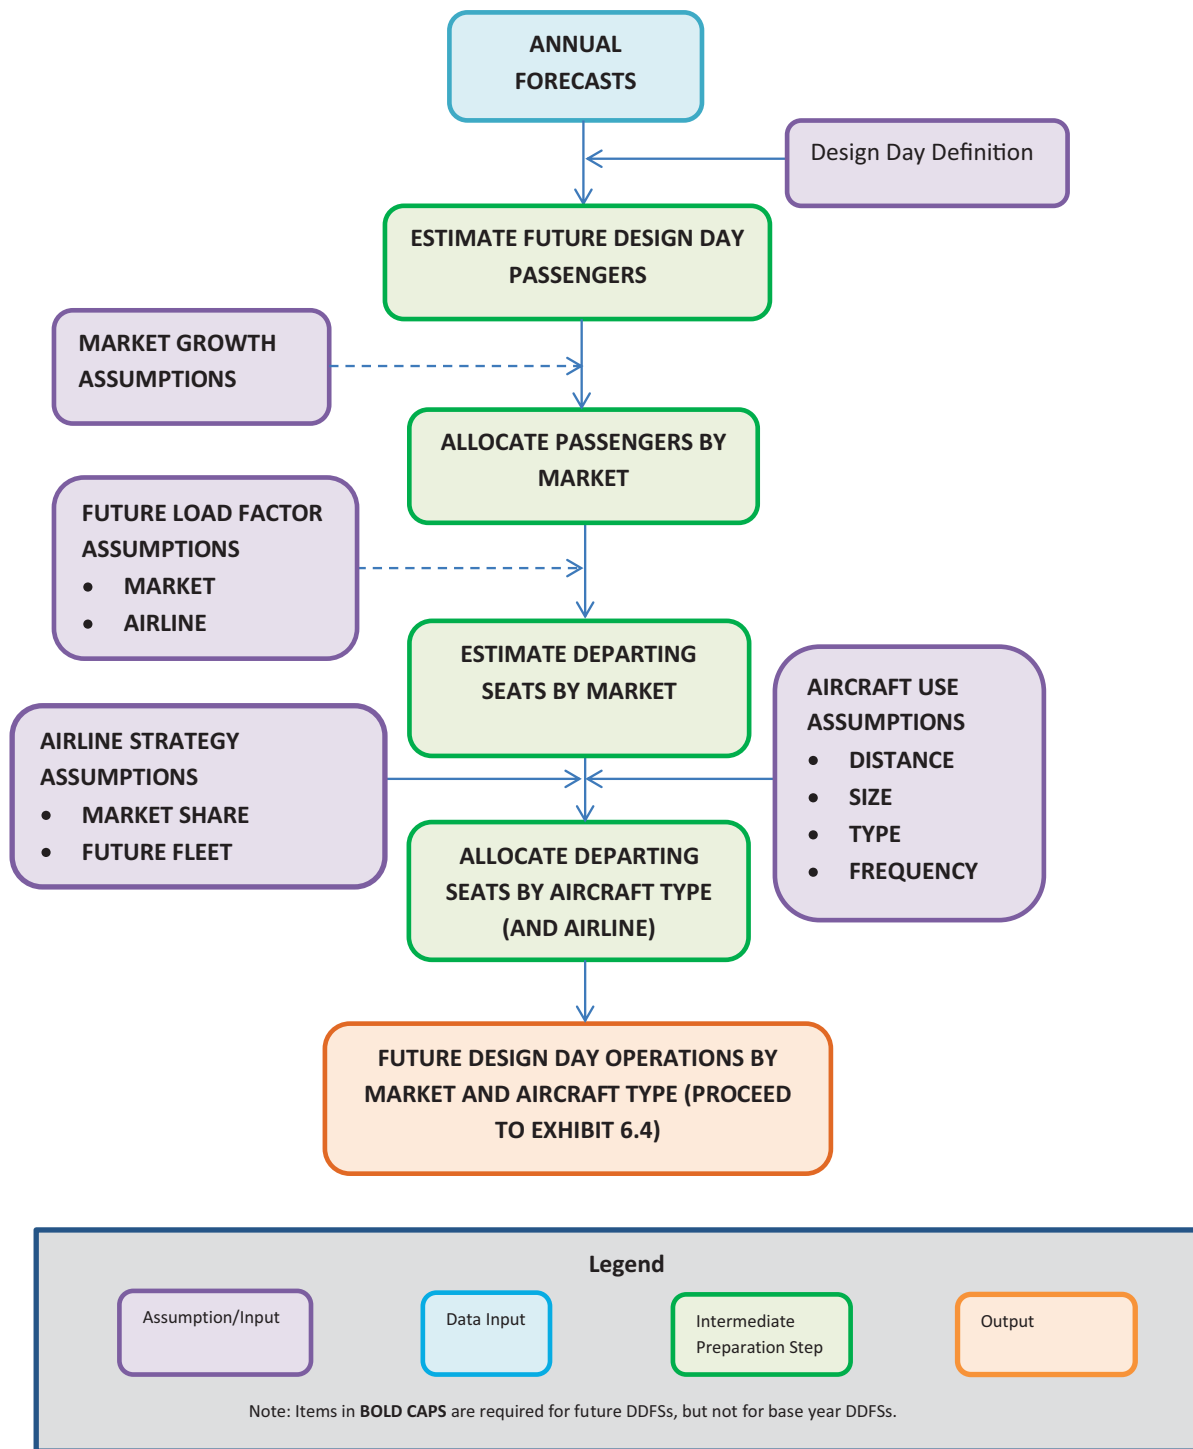 ANNUAL
FORECASTS
Design Day Definition
ESTIMATE FUTURE DESIGN DAY
PASSENGERS
MARKET GROWTH
ASSUMPTIONS
ALLOCATE PASSENGERS BY
MARKET
FUTURE LOAD FACTOR
ASSUMPTIONS
• MARKET
• AIRLINE
ESTIMATE DEPARTING
SEATS BY MARKET
AIRCRAFT USE
ASSUMPTIONS
• DISTANCE
• SIZE
• TYPE
• FREQUENCY
AIRLINE STRATEGY
ASSUMPTIONS
• MARKET SHARE
• FUTURE FLEET
ALLOCATE DEPARTING
SEATS BY AIRCRAFT TYPE
(AND AIRLINE)
FUTURE DESIGN DAY OPERATIONS BY
MARKET AND AIRCRAFT TYPE (PROCEED
TO EXHIBIT 6.4)
Legend
Assumption/Input
Data Input
Intermediate
Preparation Step
Output
Note: Items in BOLD CAPS are required for future DDFSs, but not for base year DDFSs.